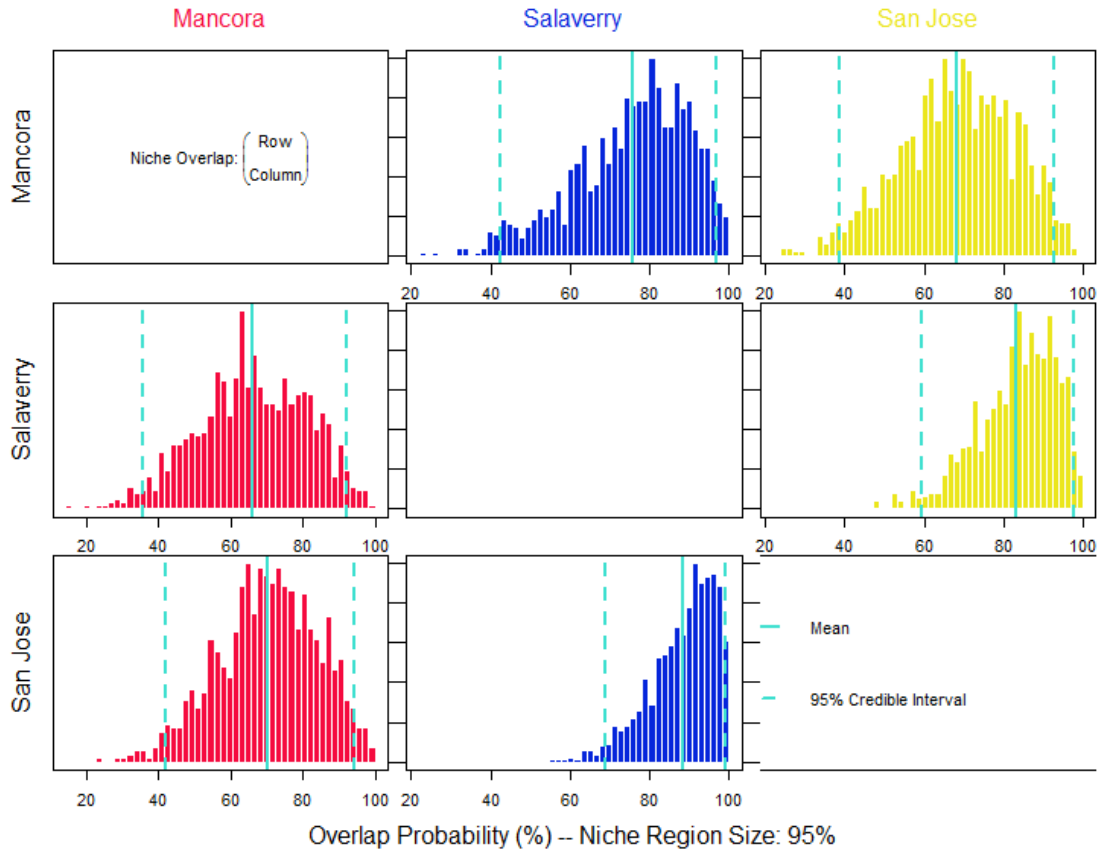 Mancora Salaverry San Jose
Mancora
Niche Overlap: (Row
Column)
20 40 60 80 100 20 40 60 80 100
Salaverry
20 40 60 80 100 20 40 60 80 100
San Jose
Mean
95% Credible Interval
20 40 60 80 100 20 40 60 80 100
Overlap Probability (%) -- Niche Region Size: 95%